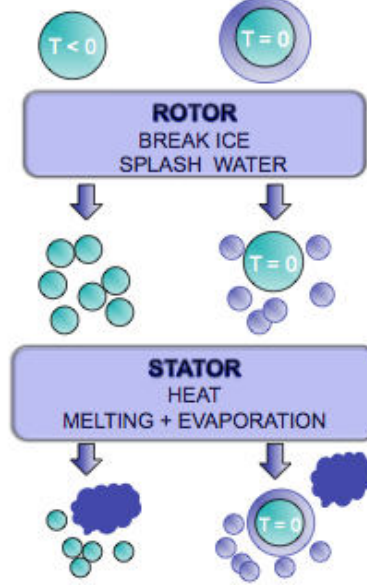 T < 0
T = 0
ROTOR
BREAK ICE
SPLASH WATER
T = 0
STATOR
HEAT
MELTING + EVAPORATION
T = 0